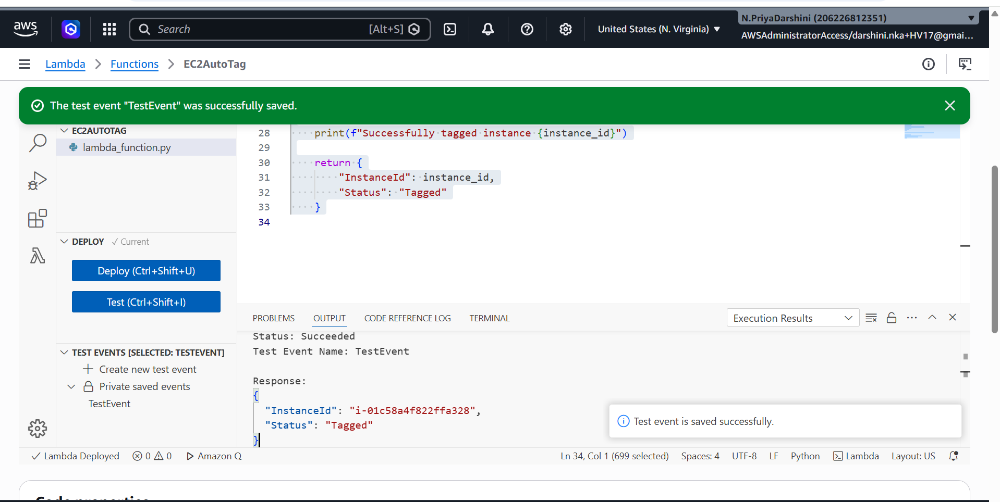 aws
Search [Alt+S]
United States (N. Virginia)
N.PriyaDarshini (206226812351)
AWSAdministratorAccess/darshini.nka+HV17@gmai...
Lambda > Functions > EC2AutoTag
The test event "TestEvent" was successfully saved.
EC2AUTOTAG
lambda_function.py
DEPLOY ✓ Current
Deploy (Ctrl+Shift+U)
Test (Ctrl+Shift+I)
TEST EVENTS [SELECTED: TESTEVENT]
+ Create new test event
Private saved events
TestEvent
28 print(f"Successfully tagged instance {instance_id}")
29
30 return {
31 "InstanceId": instance_id,
32 "Status": "Tagged"
33 }
34
PROBLEMS OUTPUT CODE REFERENCE LOG TERMINAL
Execution Results
Status: Succeeded
Test Event Name: TestEvent
Response:
{
"InstanceId": "i-01c58a4f822ffa328",
"Status": "Tagged"
}
Test event is saved successfully.
Lambda Deployed 0 0 Amazon Q
Ln 34, Col 1 (699 selected) Spaces: 4 UTF-8 LF Python Lambda Layout: US
Code properties